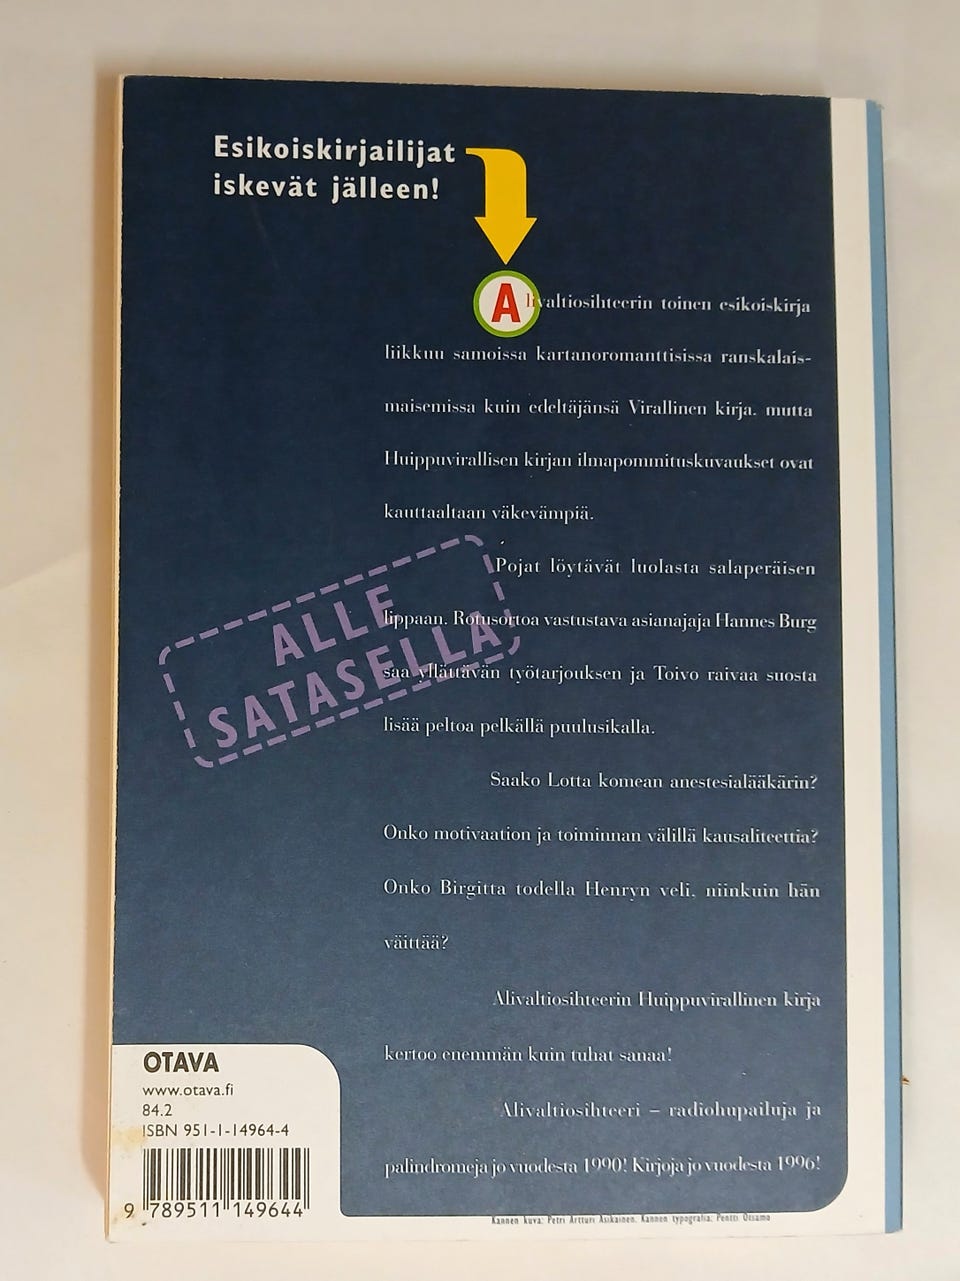 Esikoiskirjailijat
iskevät jälleen!
Alivaltiosihteerin toinen esikoiskirja
liikkuu samoissa kartanoromanttisissa ranskalais-
maisemissa kuin edeltäjänsä Virallinen kirja, mutta
Huippuvirallisen kirjan ilmapommituskuvaukset ovat
kauttaaltaan väkevämpiä.
Pojat löytävät luolasta salaperäisen
lippaan. Rotusortoa vastustava asianajaja Hannes Burg
saa yllättävän työtarjouksen ja Toivo raivaa suosta
lisää peltoa pelkällä puulusikalla.
ALLE
SATASELLA
Saako Lotta komean anestesialääkärin?
Onko motivaation ja toiminnan välillä kausaliteettia?
Onko Birgitta todella Henryn veli, niinkuin hän
väittää?
Alivaltiosihteerin Huippuvirallinen kirja
kertoo enemmän kuin tuhat sanaa!
Alivaltiosihteeri – radiohupailuja ja
palindromeja jo vuodesta 1990! Kirjoja jo vuodesta 1996!
OTAVA
www.otava.fi
84.2
ISBN 951-1-14964-4
9 789511 149644
Kannen kuva: Petri Artturi Asikainen, Kannen typografia: Pentti Otsamo